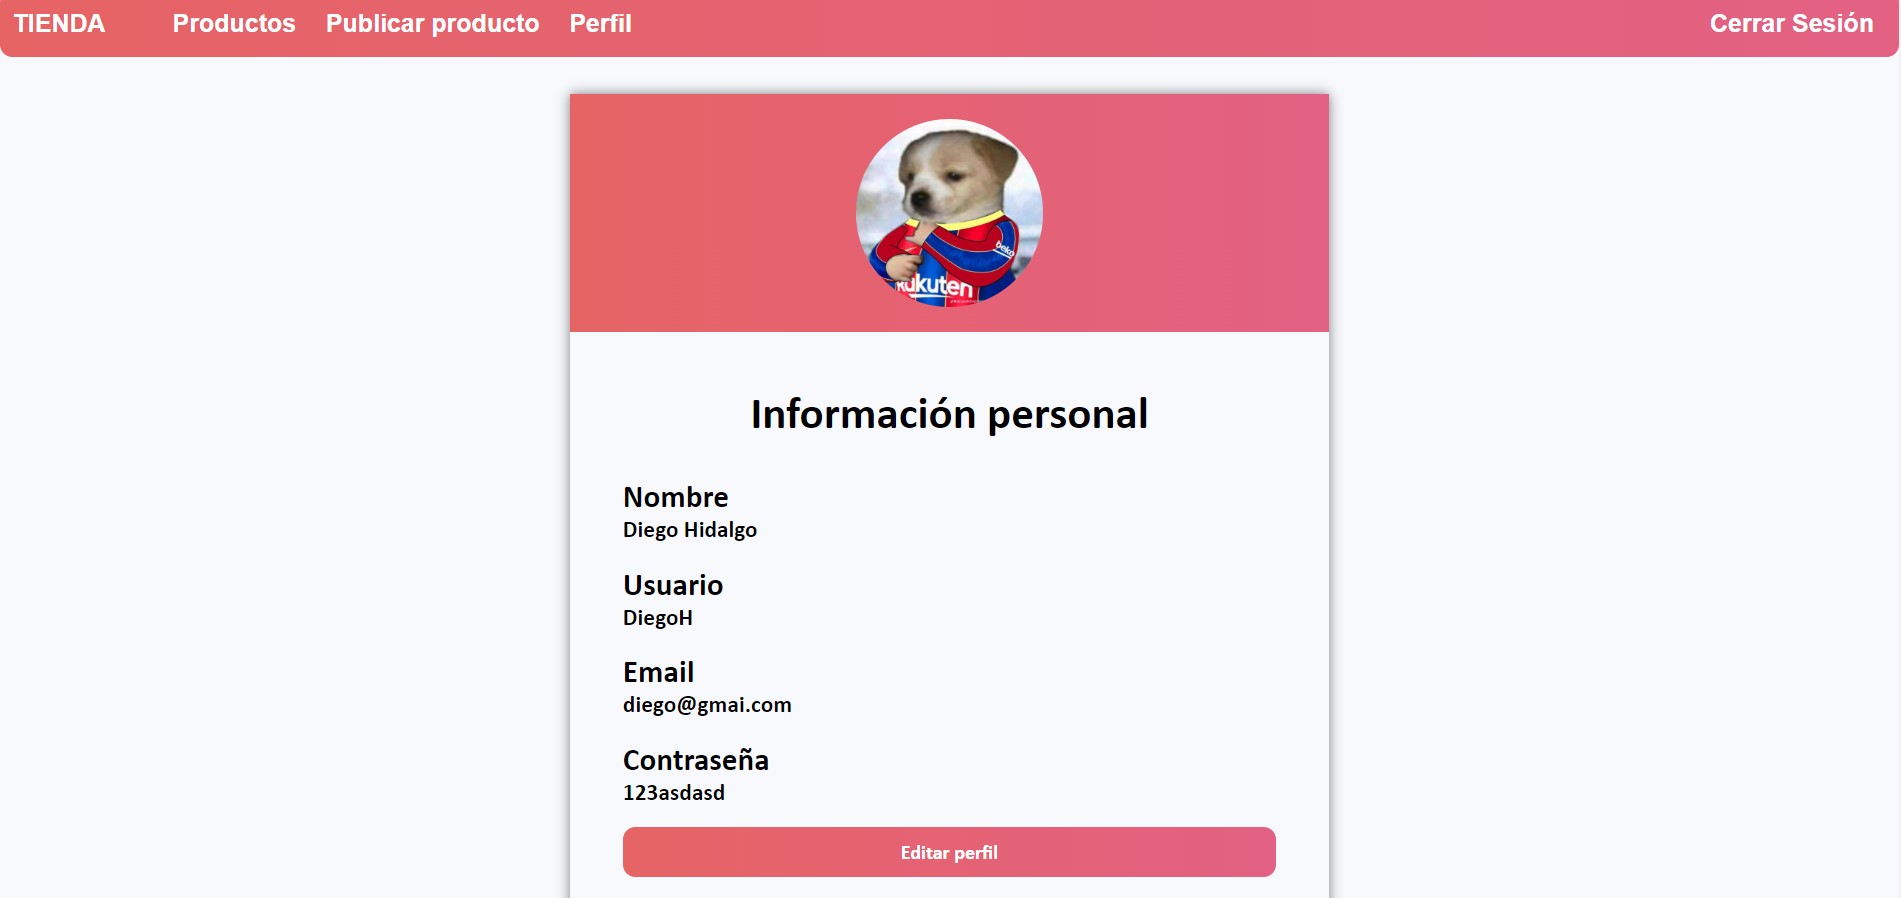 TIENDA Productos Publicar producto Perfil Cerrar Sesión
beko
Rakuten
Información personal
Nombre
Diego Hidalgo
Usuario
DiegoH
Email
diego@gmai.com
Contraseña
123asdasd
Editar perfil